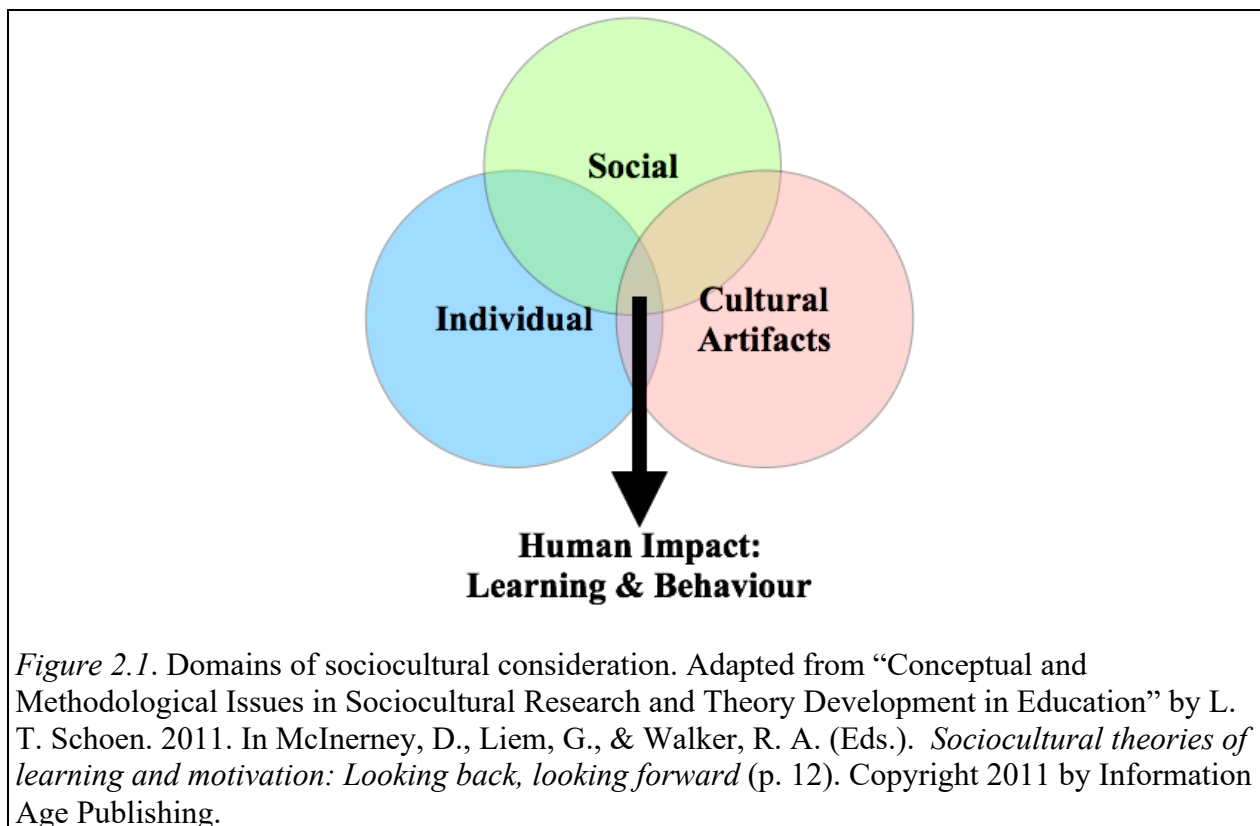 Social
Individual
Cultural
Artifacts
Human Impact:
Learning & Behaviour
Figure 2.1. Domains of sociocultural consideration. Adapted from “Conceptual and
Methodological Issues in Sociocultural Research and Theory Development in Education” by L.
T. Schoen. 2011. In McInerney, D., Liem, G., & Walker, R. A. (Eds.).  Sociocultural theories of
learning and motivation: Looking back, looking forward (p. 12). Copyright 2011 by Information
Age Publishing.